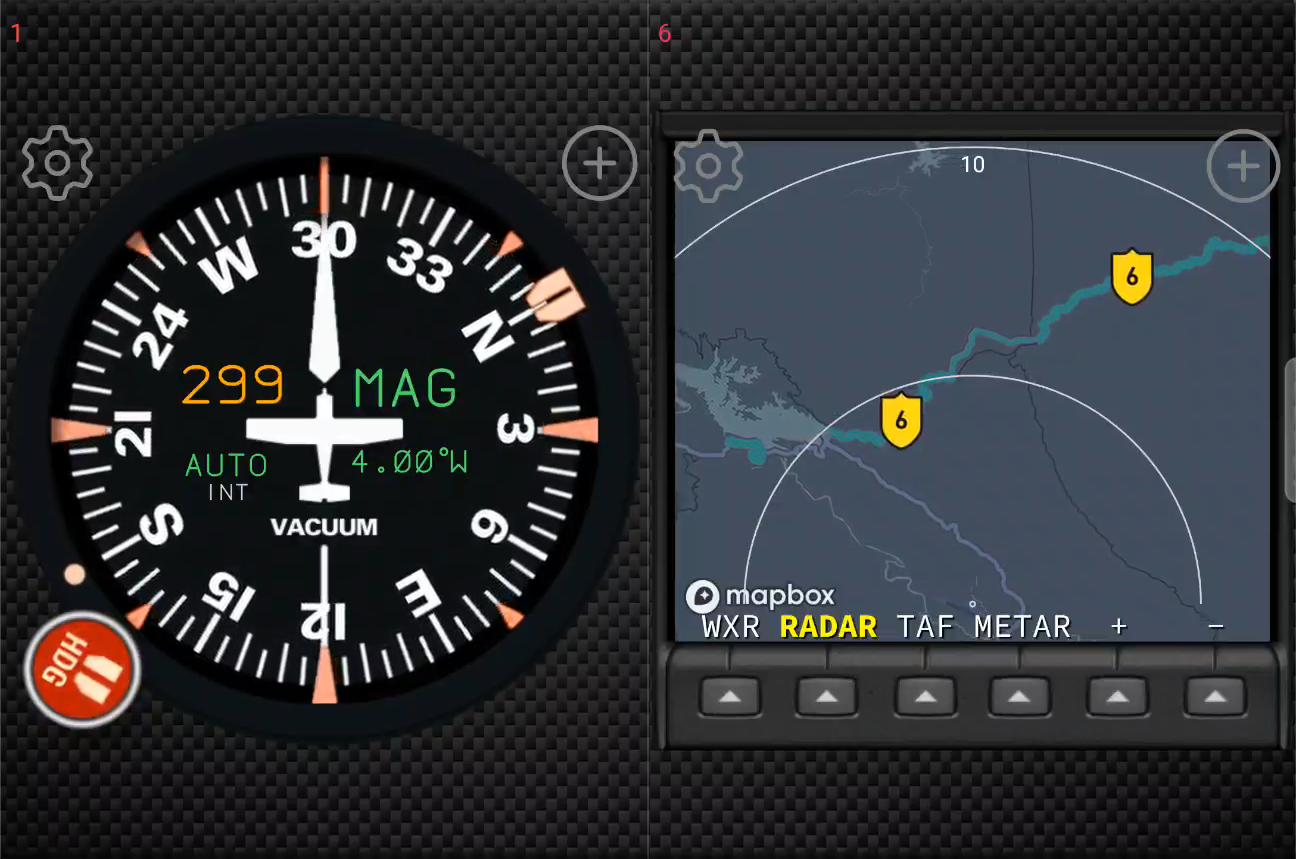 1
30
33
N
3
6
E
12
15
S
21
24
W
299 MAG
AUTO 4.00°W
INT
VACUUM
HDG
6
10
6
6
mapbox
WXR RADAR TAF METAR + −